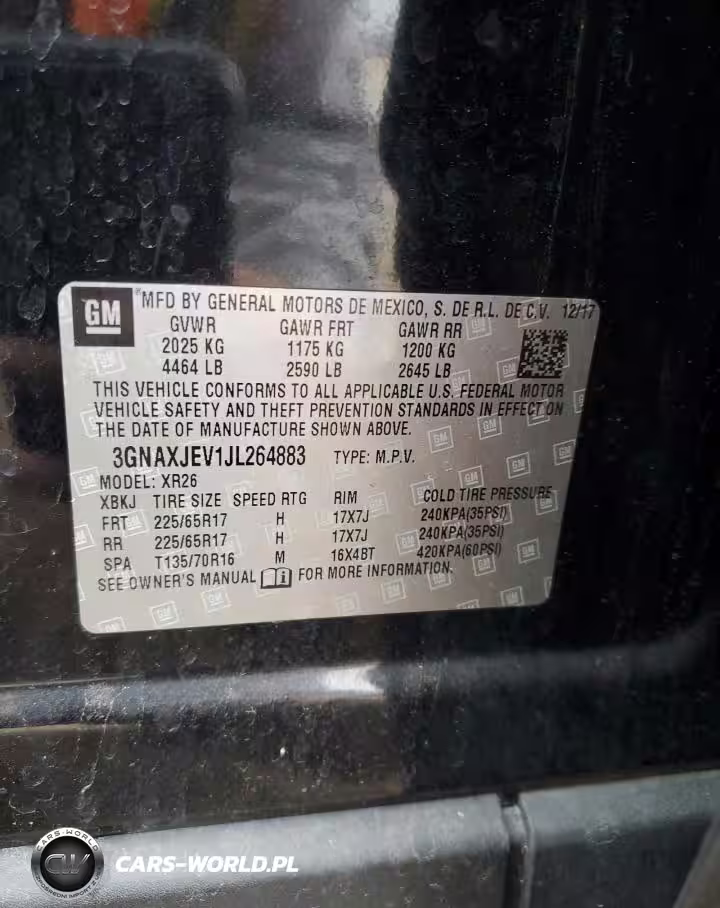 GM
MFD BY GENERAL MOTORS DE MEXICO, S. DE R.L. DE C.V. 12/17
GVWR GAWR FRT GAWR RR
2025 KG 1175 KG 1200 KG
4464 LB 2590 LB 2645 LB
THIS VEHICLE CONFORMS TO ALL APPLICABLE U.S. FEDERAL MOTOR
VEHICLE SAFETY AND THEFT PREVENTION STANDARDS IN EFFECT ON
THE DATE OF MANUFACTURE SHOWN ABOVE.
3GNAXJEV1JL264883 TYPE: M.P.V.
MODEL: XR26
XBKJ TIRE SIZE SPEED RTG RIM COLD TIRE PRESSURE
FRT 225/65R17 H 17X7J 240KPA(35PSI)
RR 225/65R17 H 17X7J 240KPA(35PSI)
SPA T135/70R16 M 16X4BT 420KPA(60PSI)
SEE OWNER'S MANUAL FOR MORE INFORMATION.
CARS-WORLD
CW
CARS-WORLD.PL